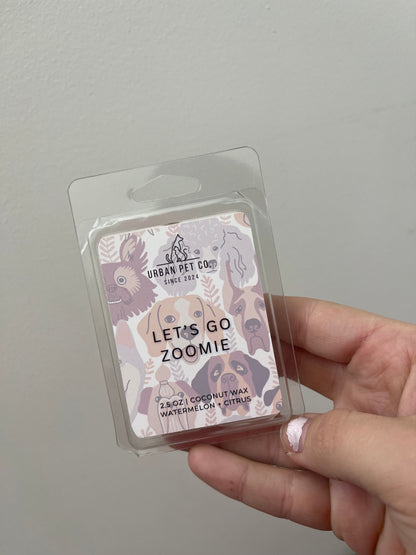 URBAN PET CO.
SINCE 2024
LET'S GO
ZOOMIE
2.5 OZ | COCONUT WAX
WATERMELON + CITRUS